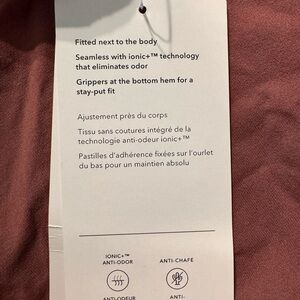 Fitted next to the body
Seamless with ionic+™ technology
that eliminates odor
Grippers at the bottom hem for a
stay-put fit
Ajustement près du corps
Tissu sans coutures intégré de la
technologie anti-odeur ionic+™
Pastilles d'adhérence fixées sur l'ourlet
du bas pour un maintien absolu
IONIC+™
ANTI-ODOR
ANTI-CHAFE
ANTI-ODEUR
ANTI-